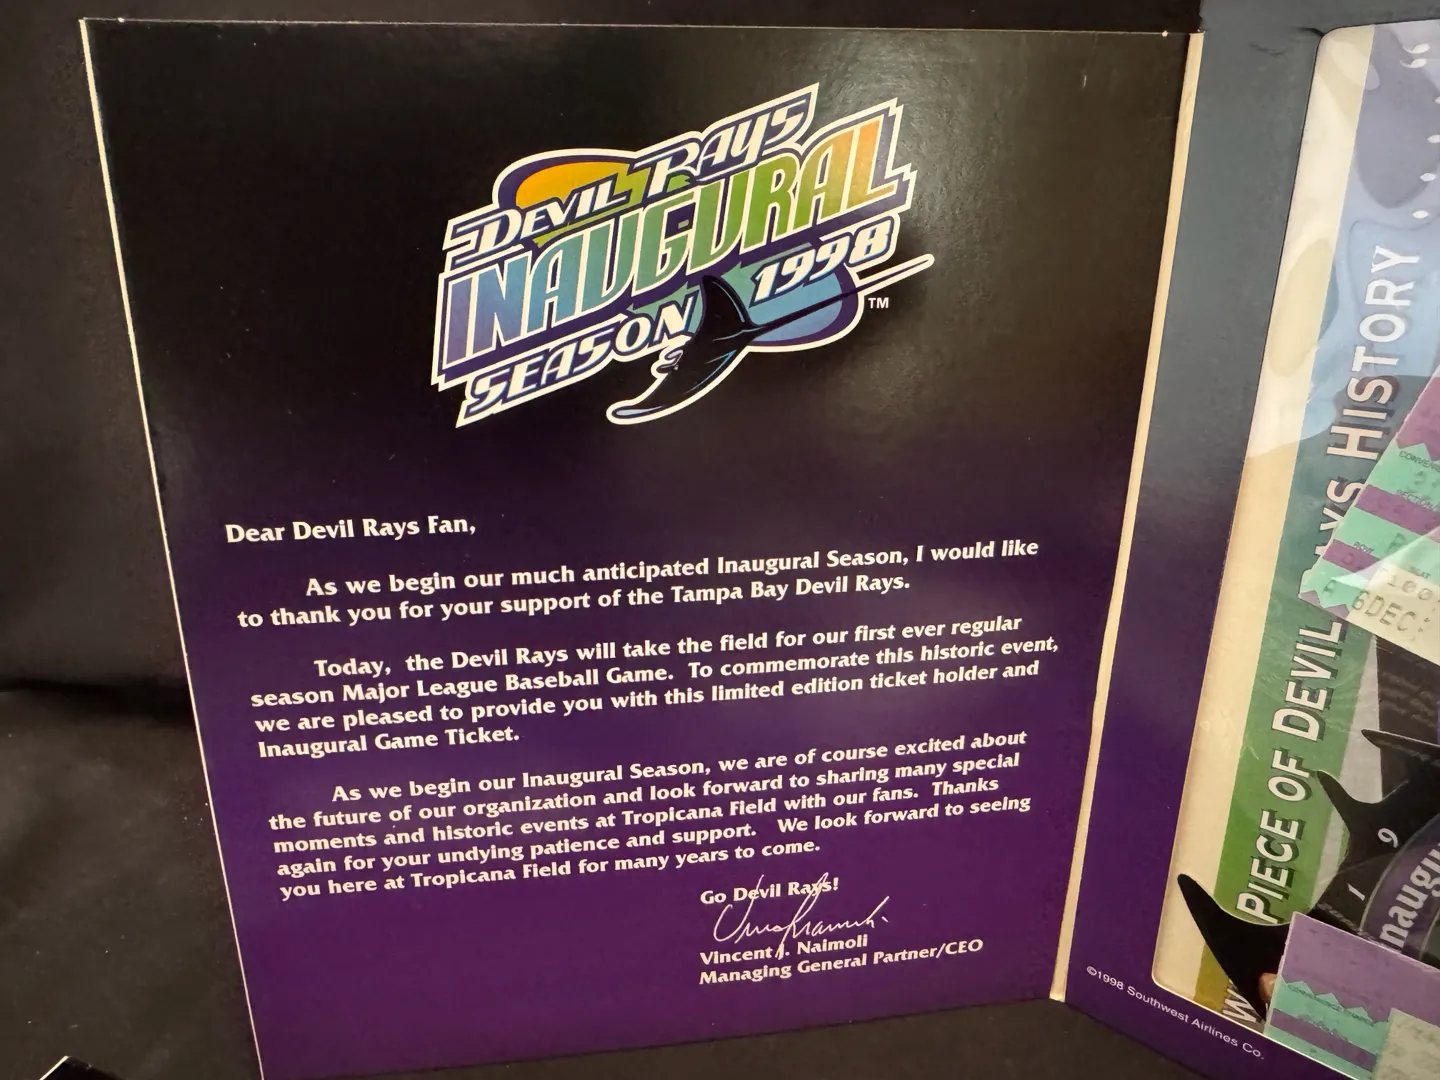 DEVIL RAYS
INAUGURAL
SEASON 1998
TM
Dear Devil Rays Fan,
As we begin our much anticipated Inaugural Season, I would like
to thank you for your support of the Tampa Bay Devil Rays.
Today, the Devil Rays will take the field for our first ever regular
season Major League Baseball Game. To commemorate this historic event,
we are pleased to provide you with this limited edition ticket holder and
Inaugural Game Ticket.
As we begin our Inaugural Season, we are of course excited about
the future of our organization and look forward to sharing many special
moments and historic events at Tropicana Field with our fans. Thanks
again for your undying patience and support. We look forward to seeing
you here at Tropicana Field for many years to come.
Go Devil Rays!
Vincent J. Naimoli
Managing General Partner/CEO
PIECE OF DEVIL RAYS HISTORY
6DEC
1 9
©1998 Southwest Airlines Co.